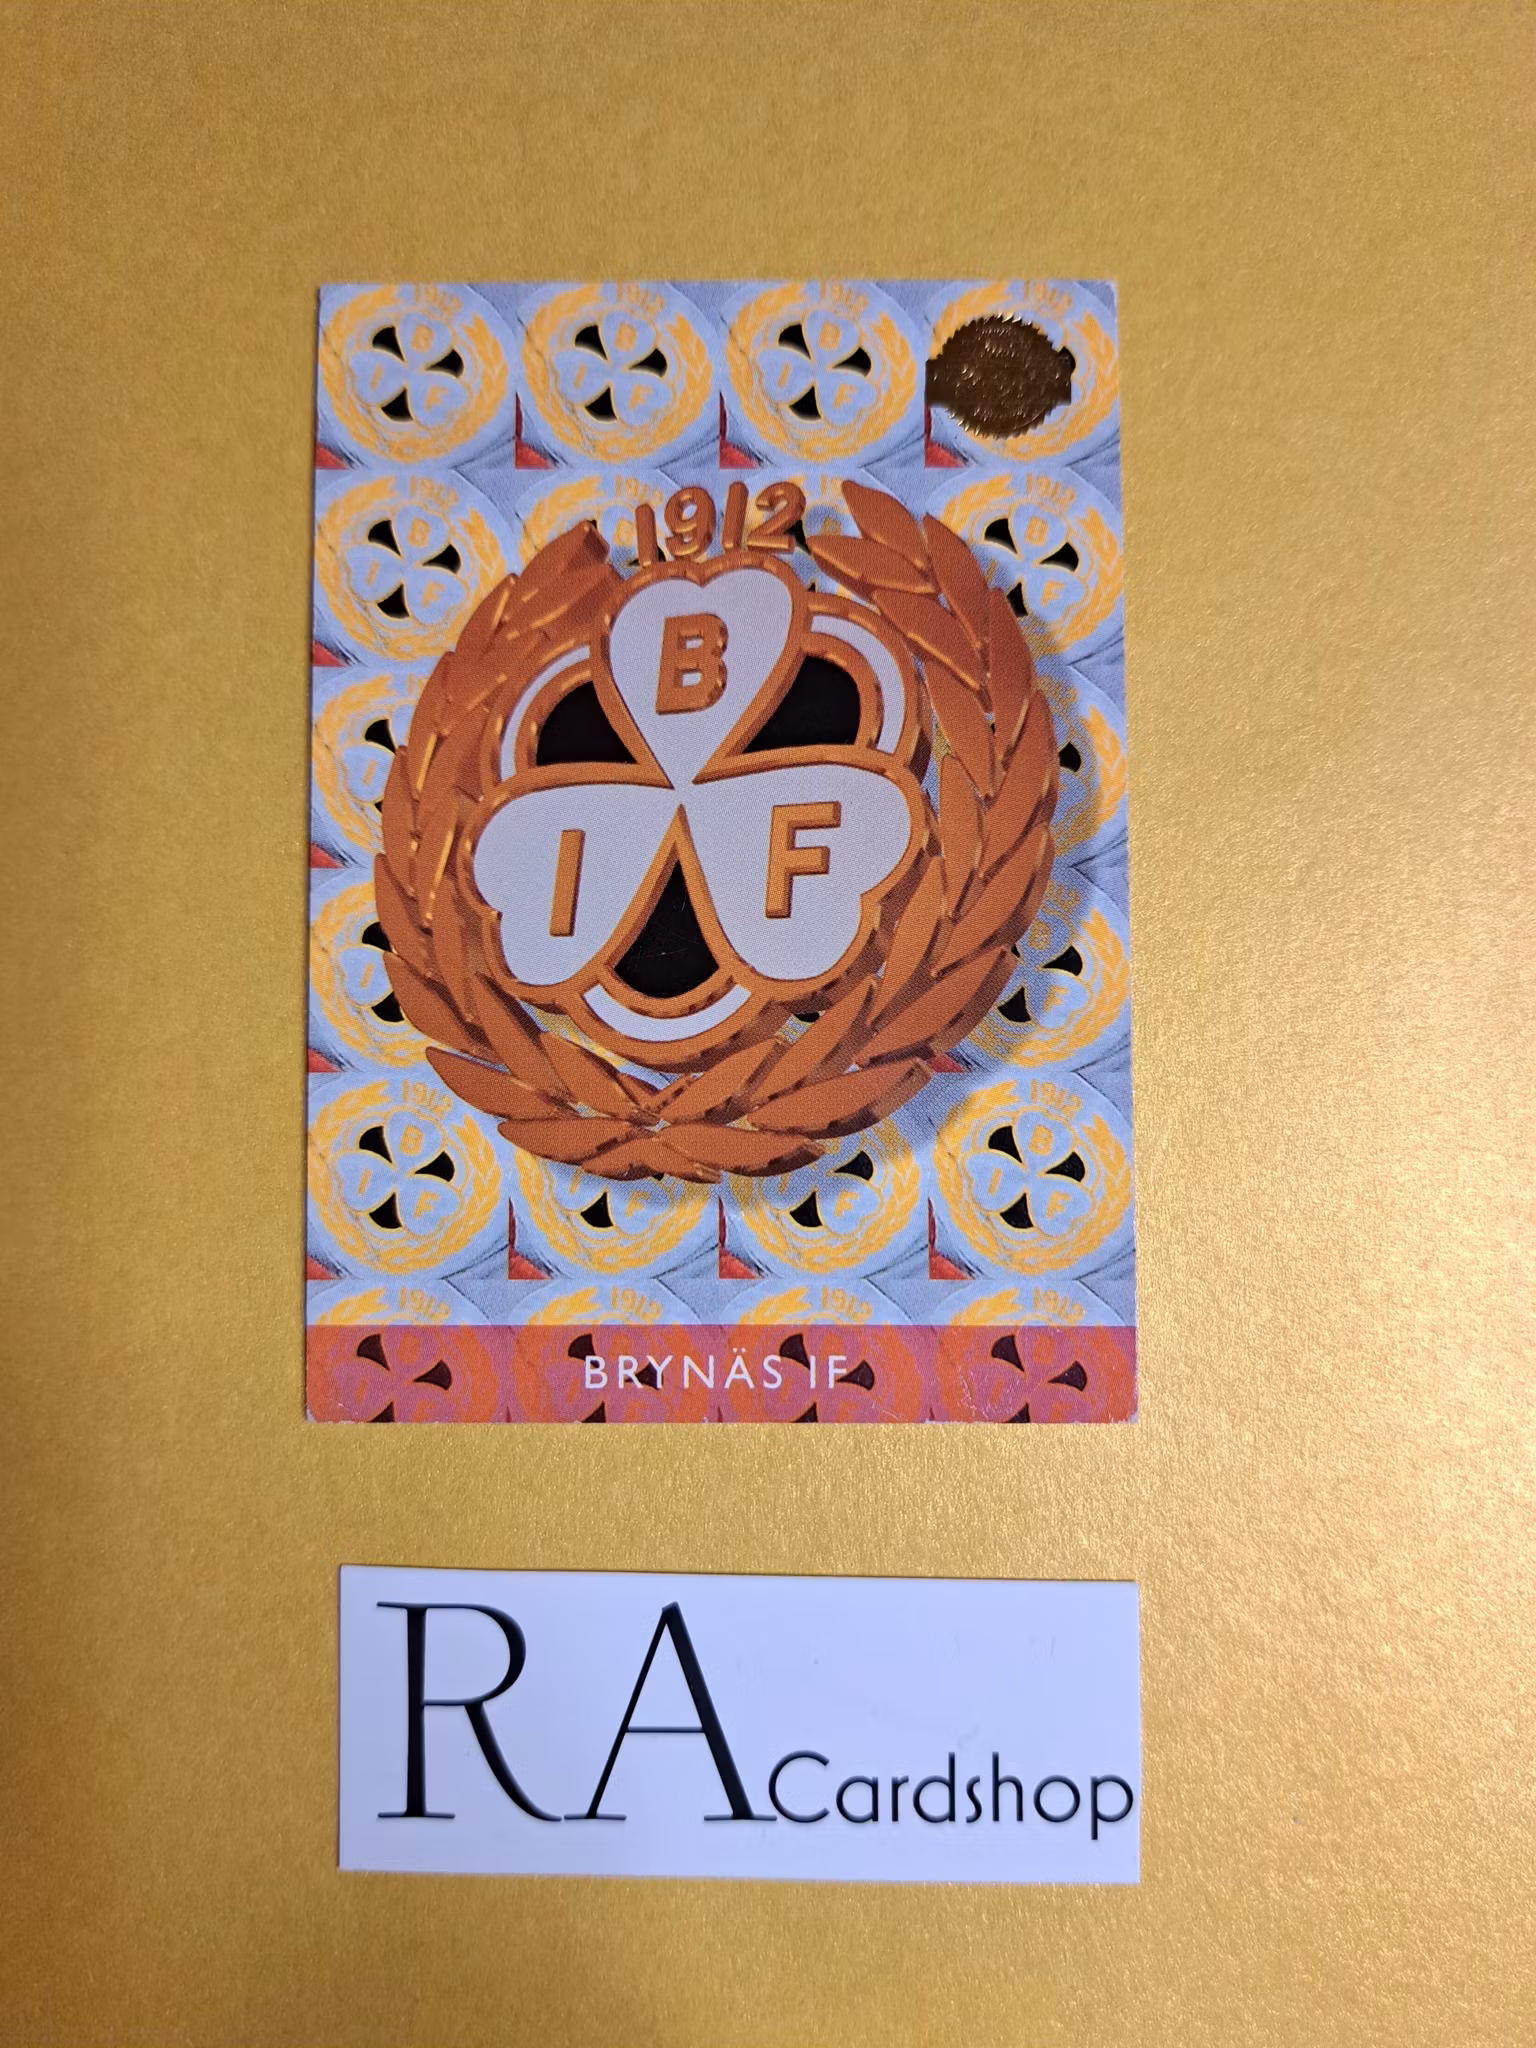 1912
B
I F
BRYNÄS IF
RA Cardshop